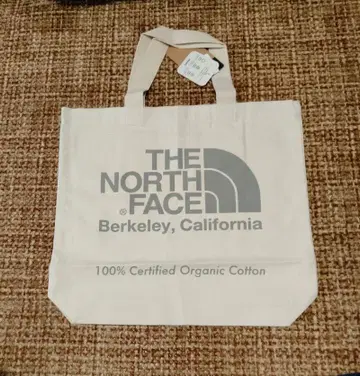 THE
NORTH
®FACE
Berkeley, California
100% Certified Organic Cotton